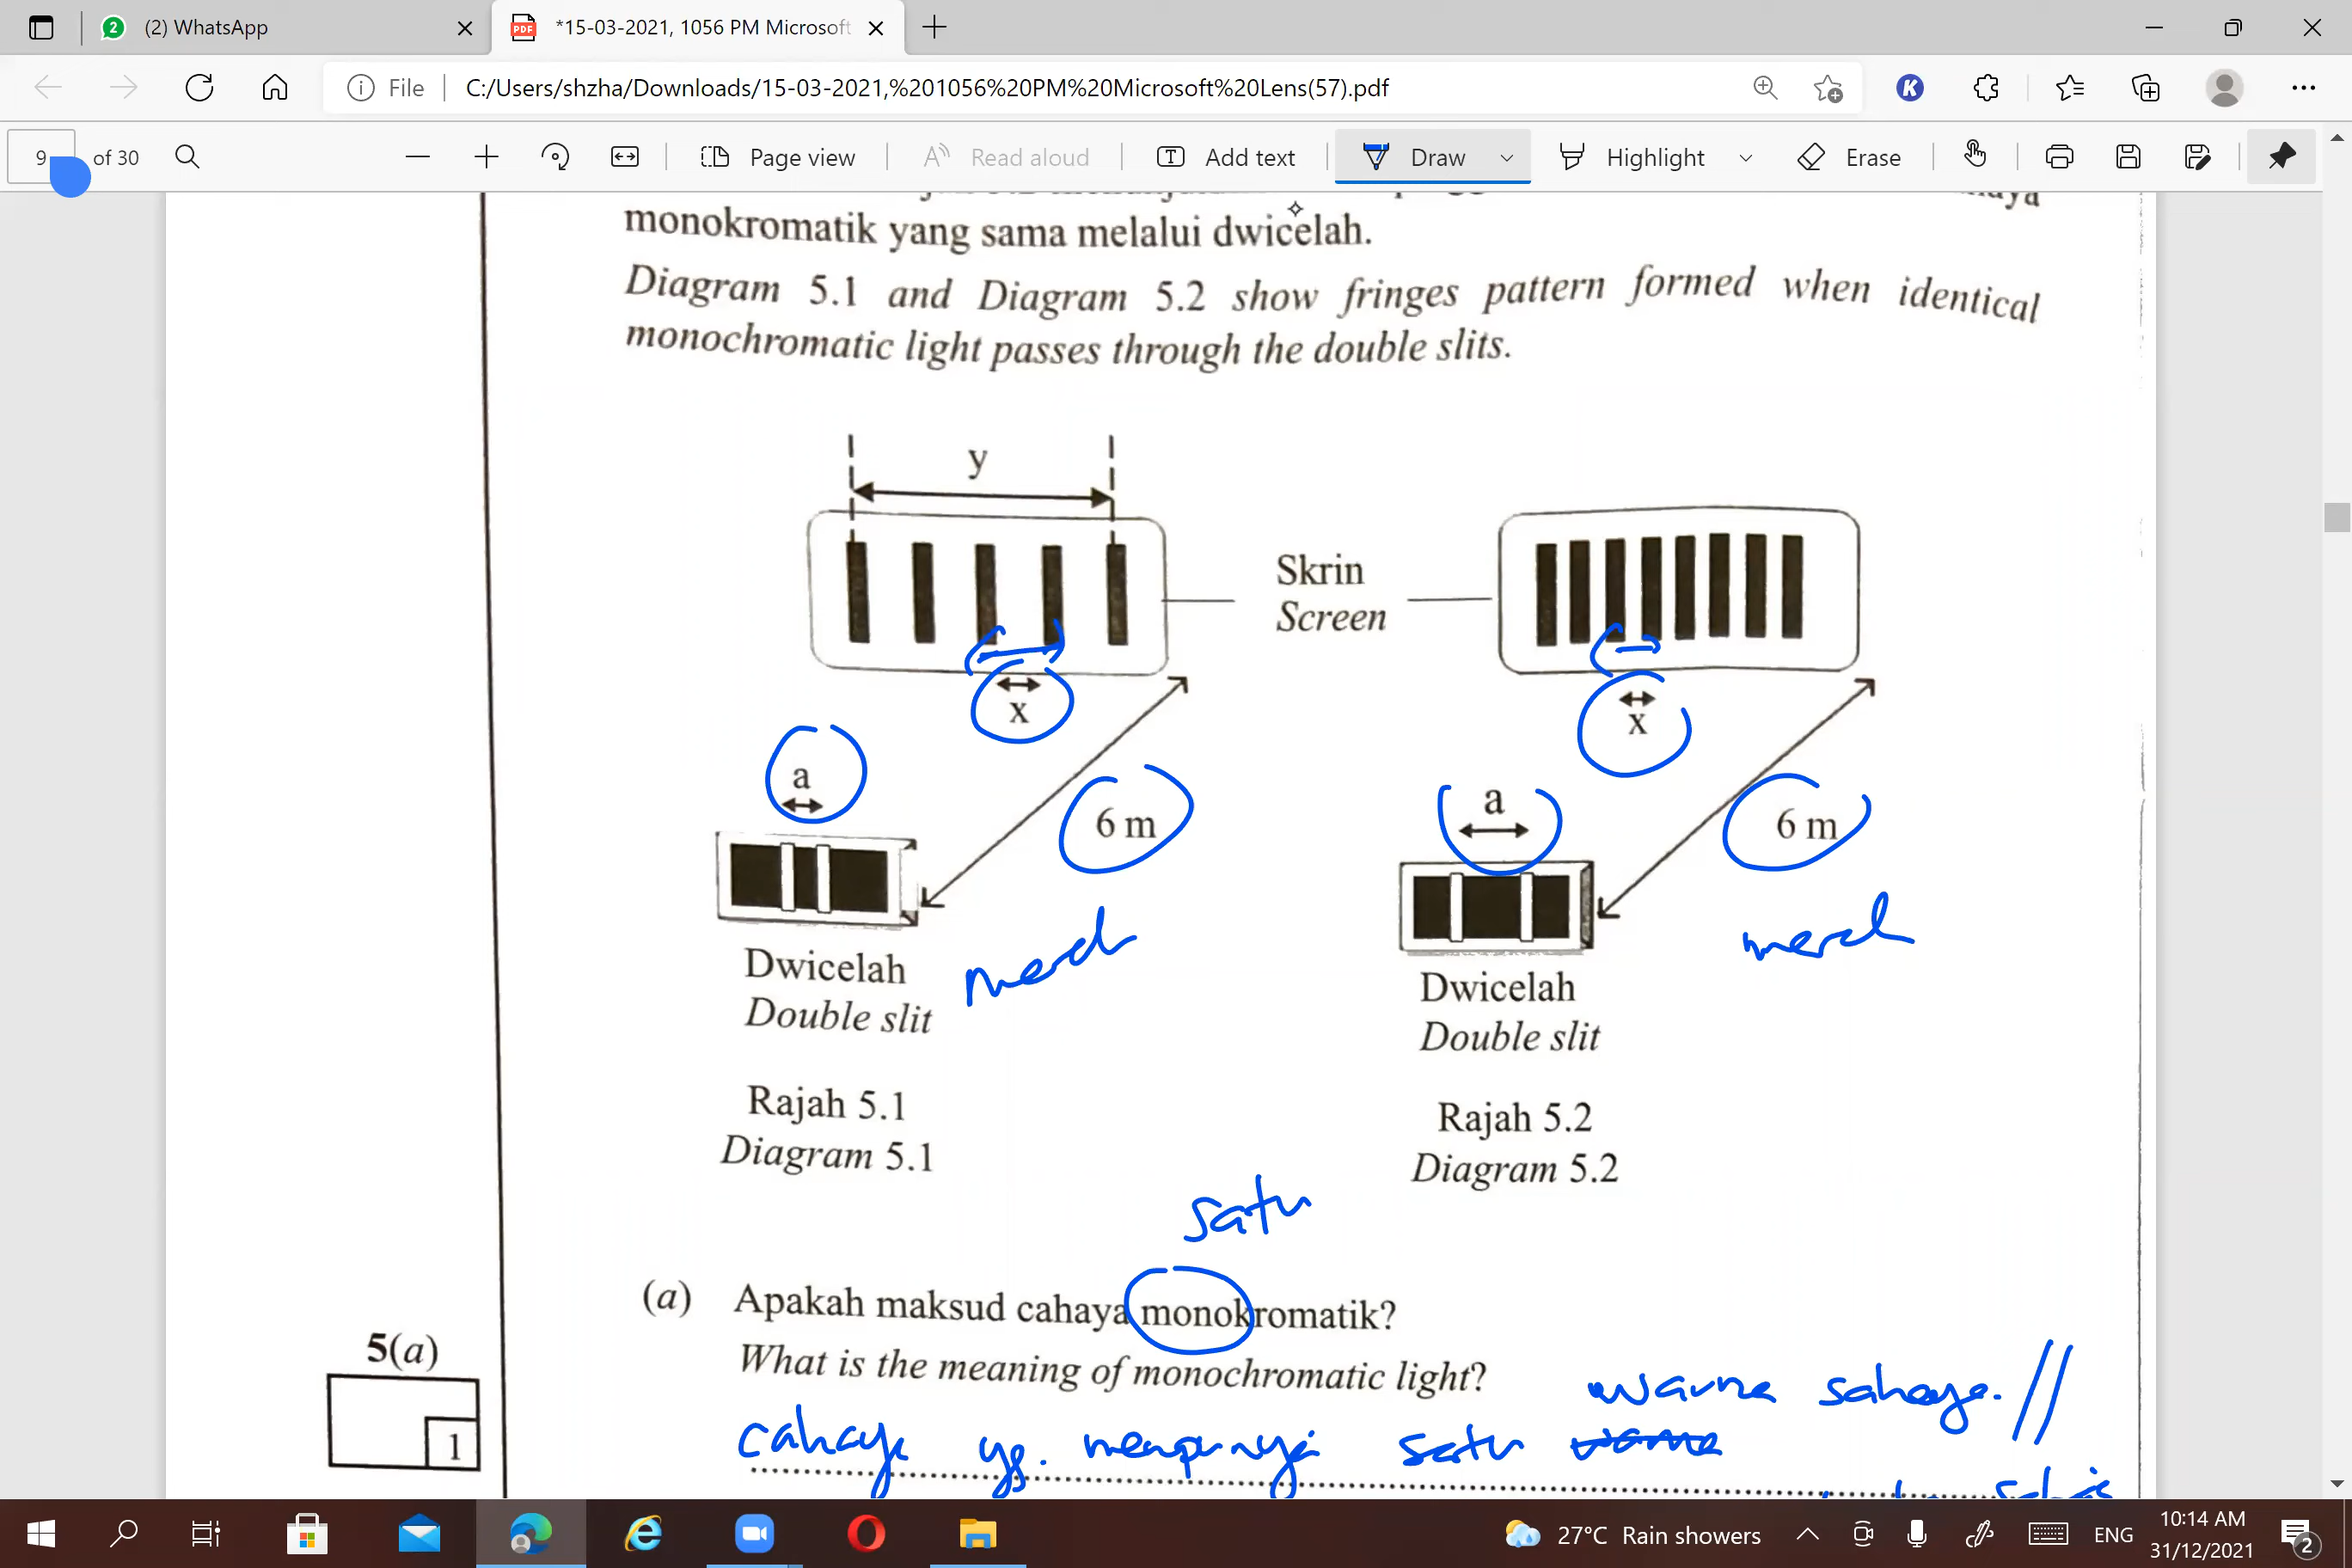 (2) WhatsApp
*15-03-2021, 1056 PM Microsoft
File
C:/Users/shzha/Downloads/15-03-2021,%201056%20PM%20Microsoft%20Lens(57).pdf
9 of 30
Page view
Read aloud
Add text
Draw
Highlight
Erase
monokromatik yang sama melalui dwicelah.
Diagram 5.1 and Diagram 5.2 show fringes pattern formed when identical
monochromatic light passes through the double slits.
y
Skrin
Screen
x
x
a
6 m
a
6 m
Dwicelah
Double slit
Dwicelah
Double slit
Rajah 5.1
Diagram 5.1
Rajah 5.2
Diagram 5.2
satu
(a) Apakah maksud cahaya monokromatik?
What is the meaning of monochromatic light?
5(a)
1
warna sahaja. //
cahaya yg. mempunyai satu warna
27°C Rain showers
ENG
10:14 AM
31/12/2021
2